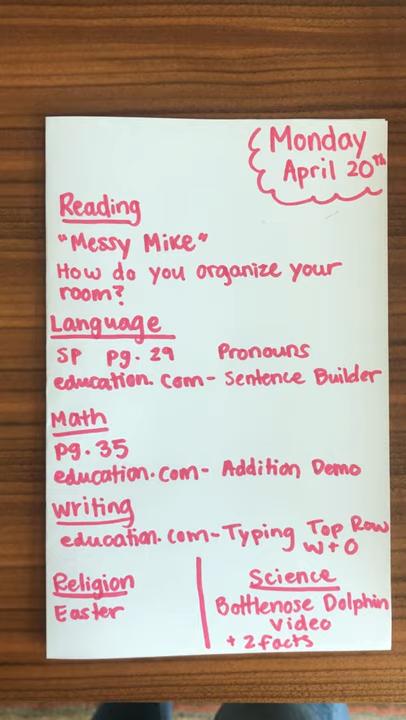 Monday
April 20th
Reading
"Messy Mike"
How do you organize your
room?
Language
SP pg. 29 Pronouns
education.com- Sentence Builder
Math
pg. 35
education.com- Addition Demo
Writing
education.com-Typing Top Row
W+O
Religion
Easter
Science
Bottlenose Dolphin
Video
+ 2 facts